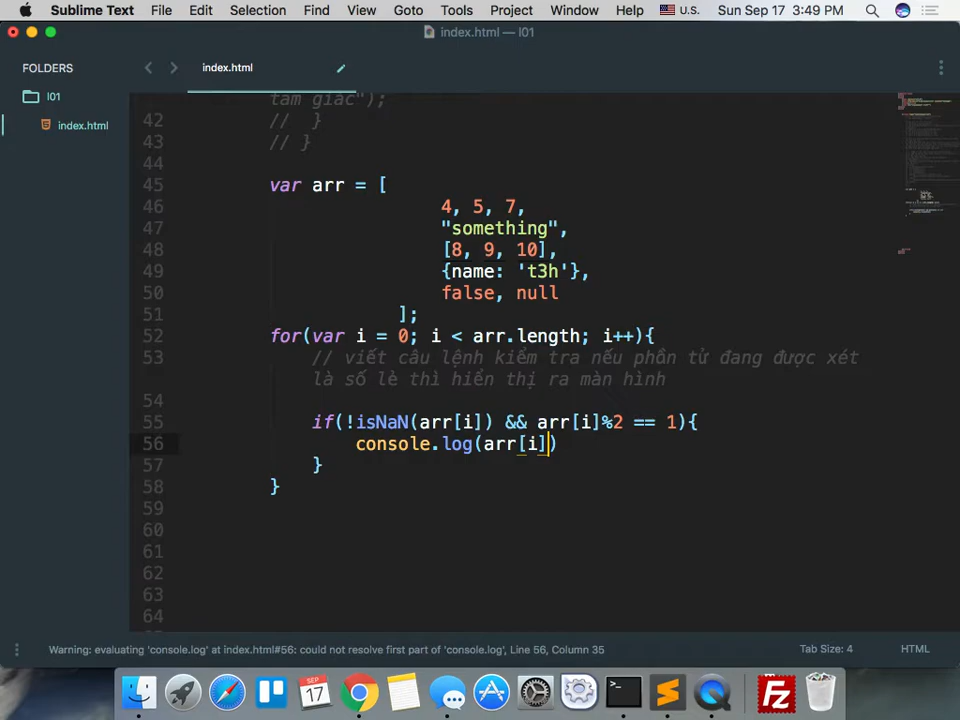 Sublime Text File Edit Selection Find View Goto Tools Project Window Help U.S. Sun Sep 17 3:49 PM
index.html — l01
FOLDERS
index.html
l01
index.html
tam giac");
42 // }
43 // }
44
45 var arr = [
46 4, 5, 7,
47 "something",
48 [8, 9, 10],
49 {name: 't3h'},
50 false, null
51 ];
52 for(var i = 0; i < arr.length; i++){
53 // viết câu lệnh kiểm tra nếu phần tử đang được xét
là số lẻ thì hiển thị ra màn hình
54
55 if(!isNaN(arr[i]) && arr[i]%2 == 1){
56 console.log(arr[i])
57 }
58 }
59
60
61
62
63
64
Warning: evaluating 'console.log' at index.html#56: could not resolve first part of 'console.log', Line 56, Column 35 Tab Size: 4 HTML
SEP
17